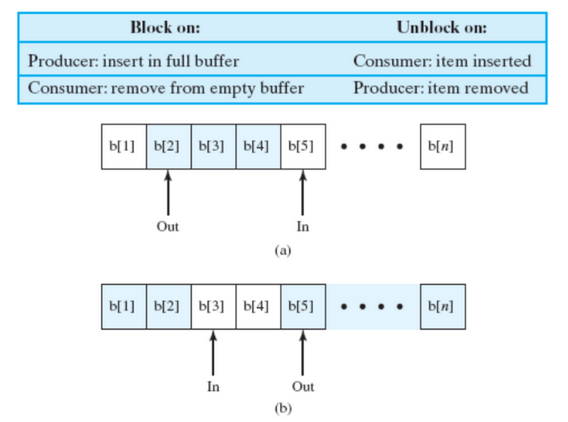 Block on: Unblock on:
Producer: insert in full buffer Consumer: item inserted
Consumer: remove from empty buffer Producer: item removed
b[1] b[2] b[3] b[4] b[5] • • • • b[n]
Out In
(a)
b[1] b[2] b[3] b[4] b[5] • • • • b[n]
In Out
(b)